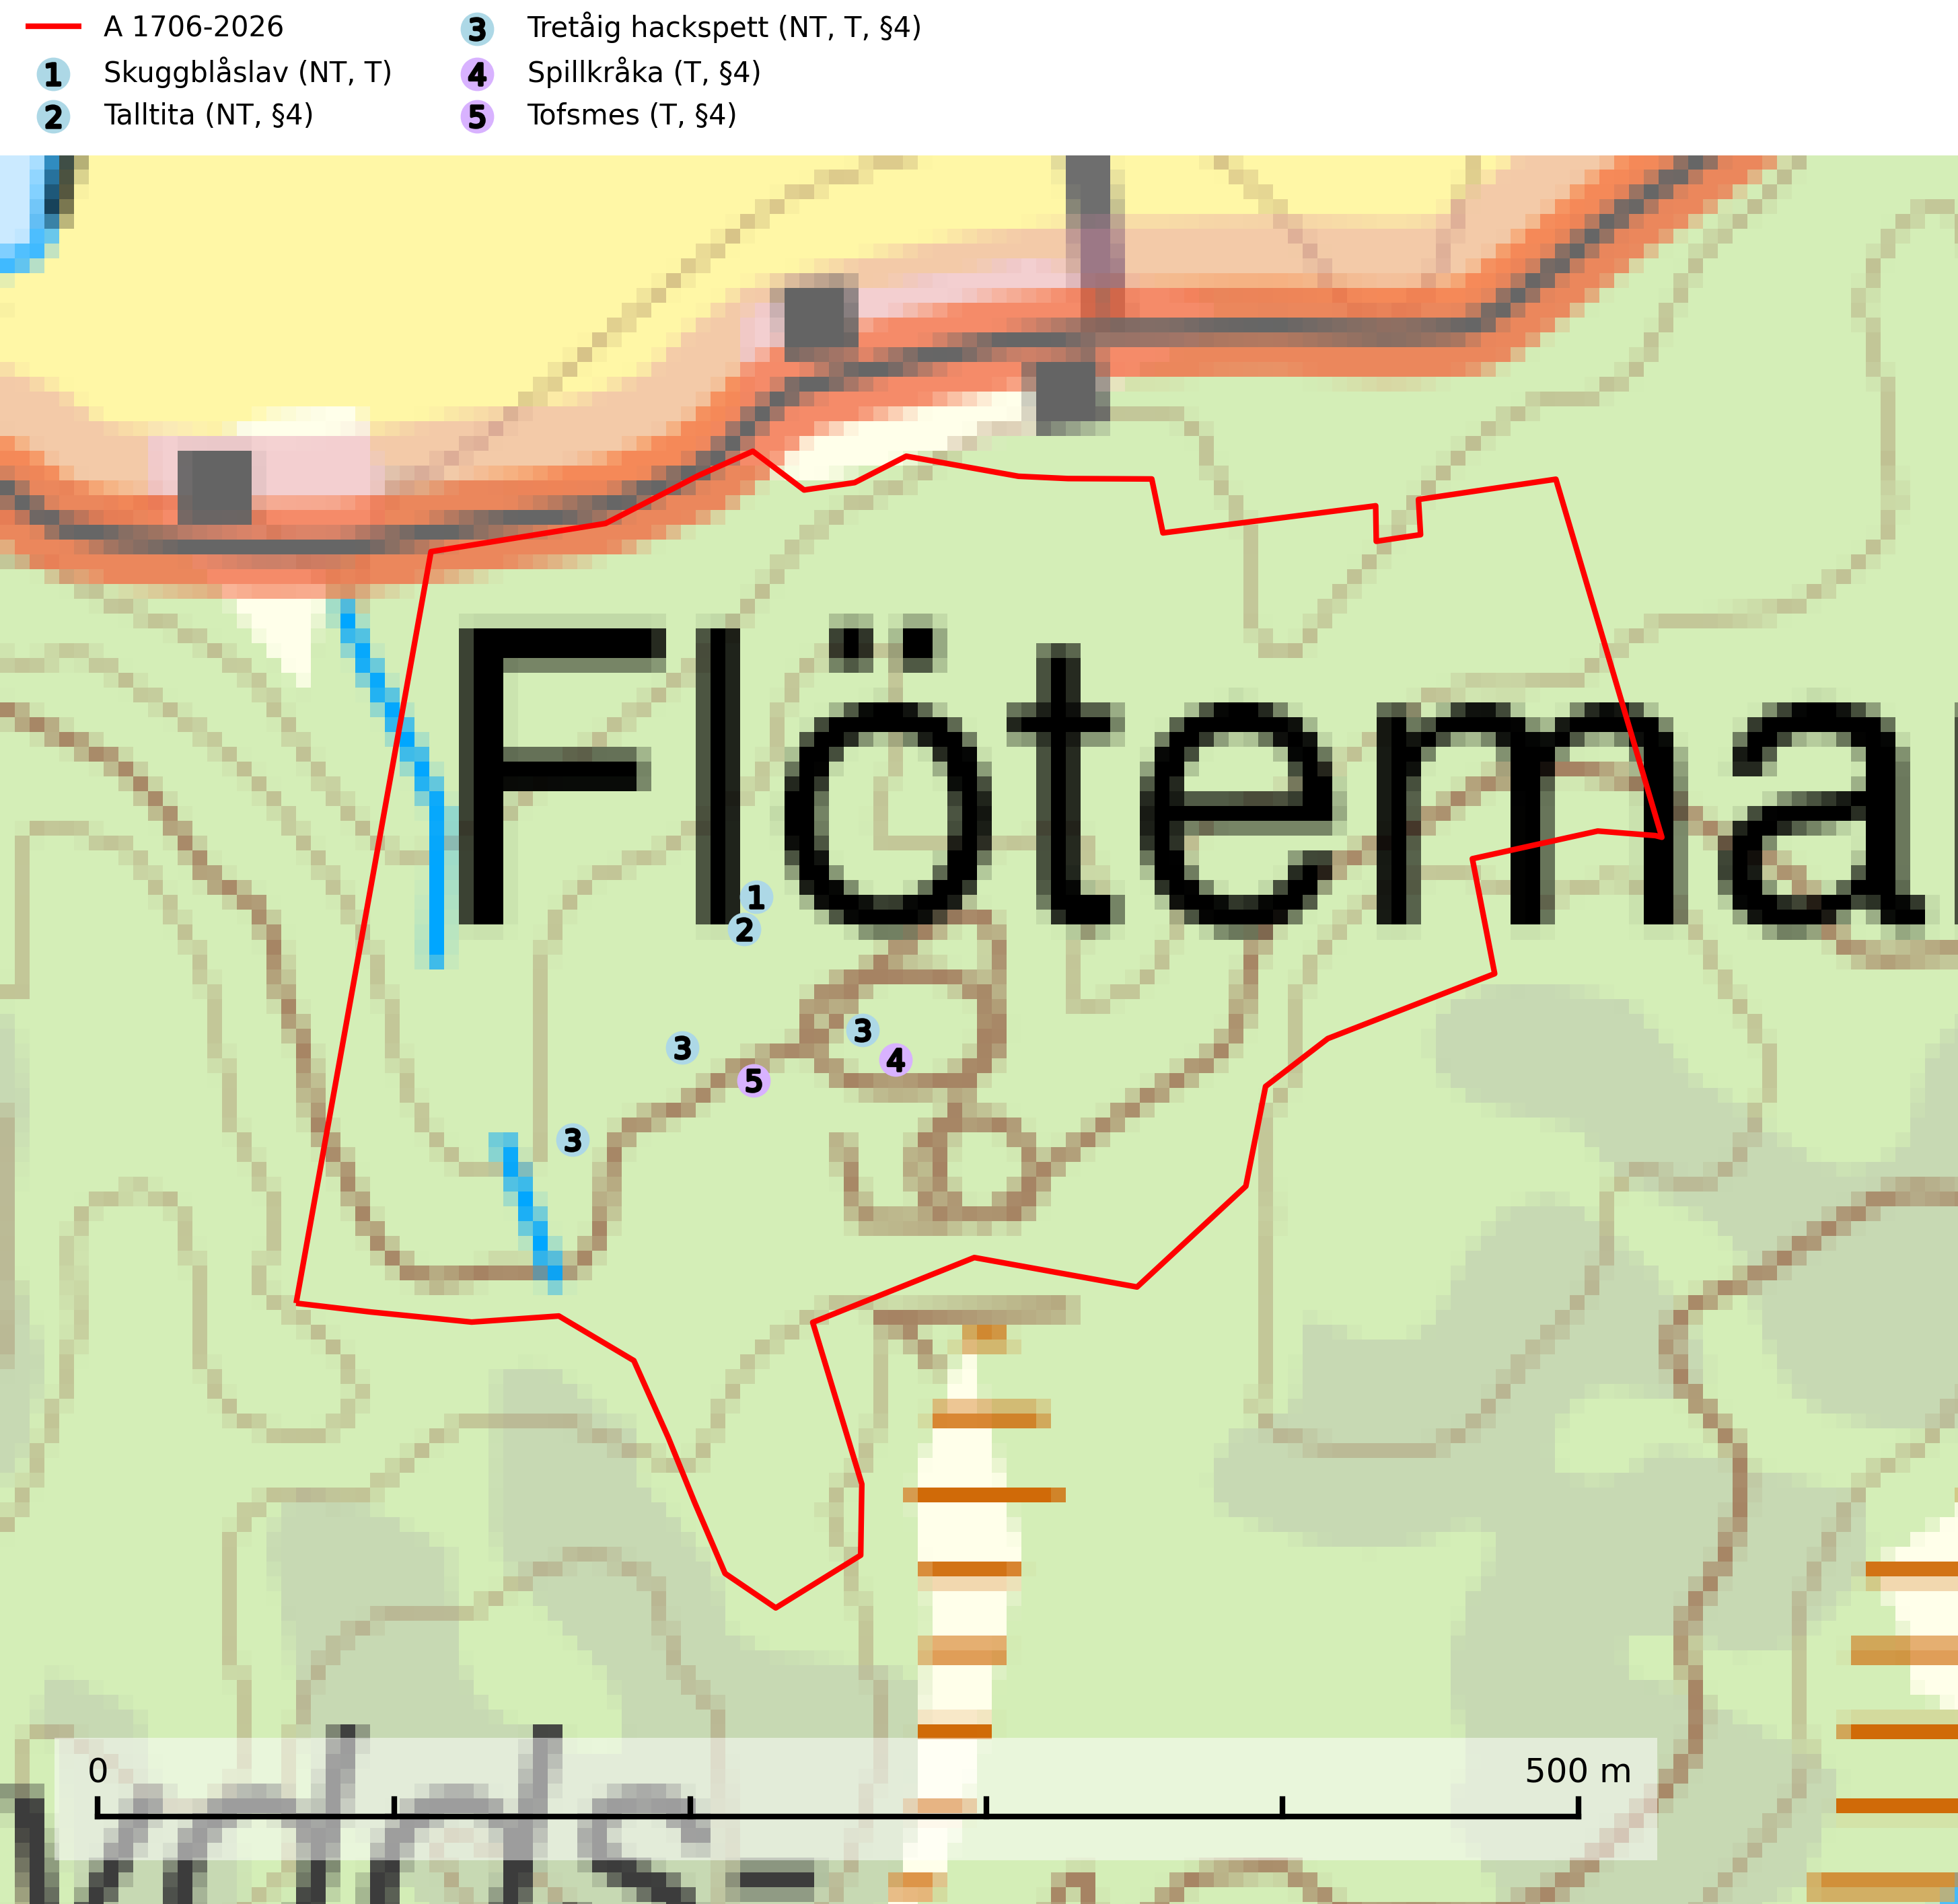 A 1706-2026
1 Skuggblåslav (NT, T)
2 Talltita (NT, §4)
3 Tretåig hackspett (NT, T, §4)
4 Spillkråka (T, §4)
5 Tofsmes (T, §4)
Flötema
1
2
3
3
4
5
3
0 500 m